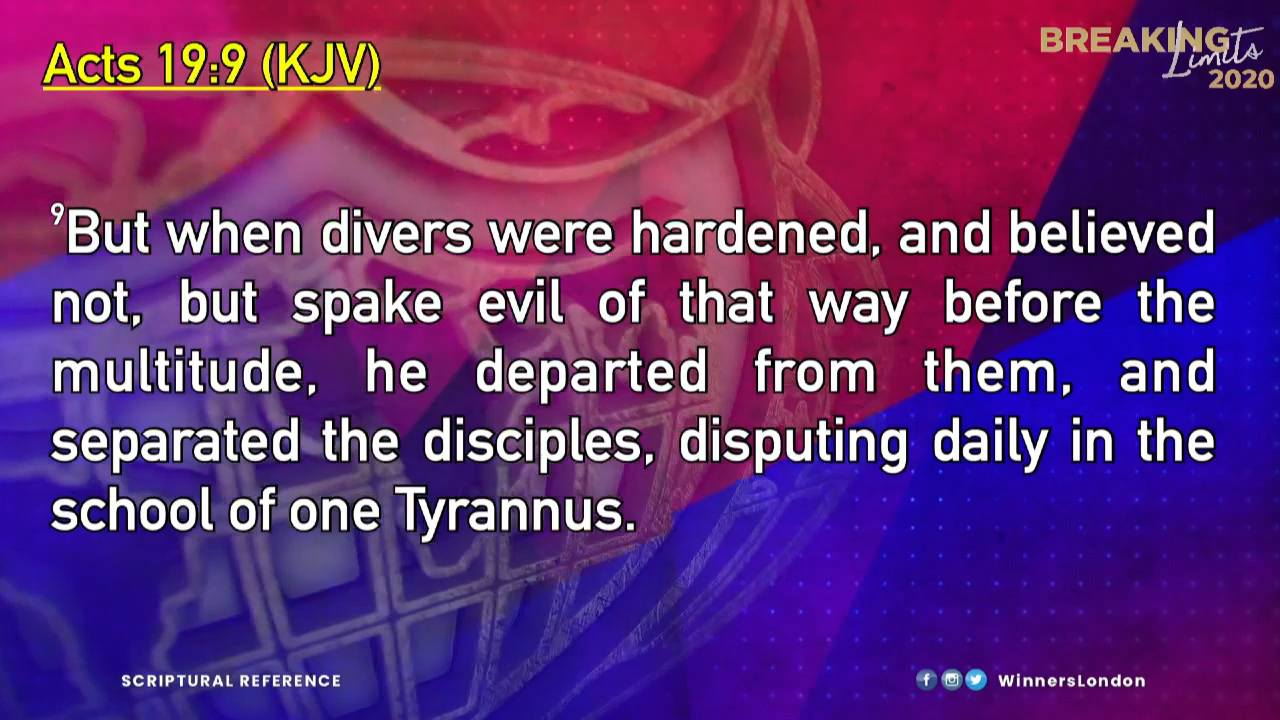 Acts 19:9 (KJV)
BREAKING
Limits
2020
9But when divers were hardened, and believed
not, but spake evil of that way before the
multitude, he departed from them, and
separated the disciples, disputing daily in the
school of one Tyrannus.
SCRIPTURAL REFERENCE
WinnersLondon